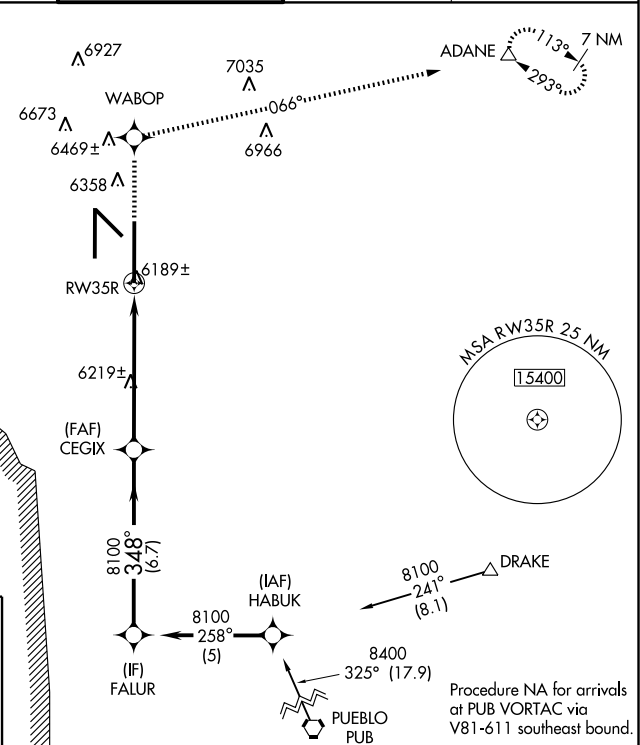 6927
7035
ADANE
113°
7 NM
293°
WABOP
066°
6673
6469±
6966
6358
6189±
RW35R
MSA RW35R 25 NM
15400
6219±
(FAF)
CEGIX
8100
348°
(6.7)
DRAKE
8100
241°
(8.1)
(IAF)
HABUK
8100
258°
(5)
(IF)
FALUR
8400
325° (17.9)
PUEBLO
PUB
Procedure NA for arrivals
at PUB VORTAC via
V81-611 southeast bound.